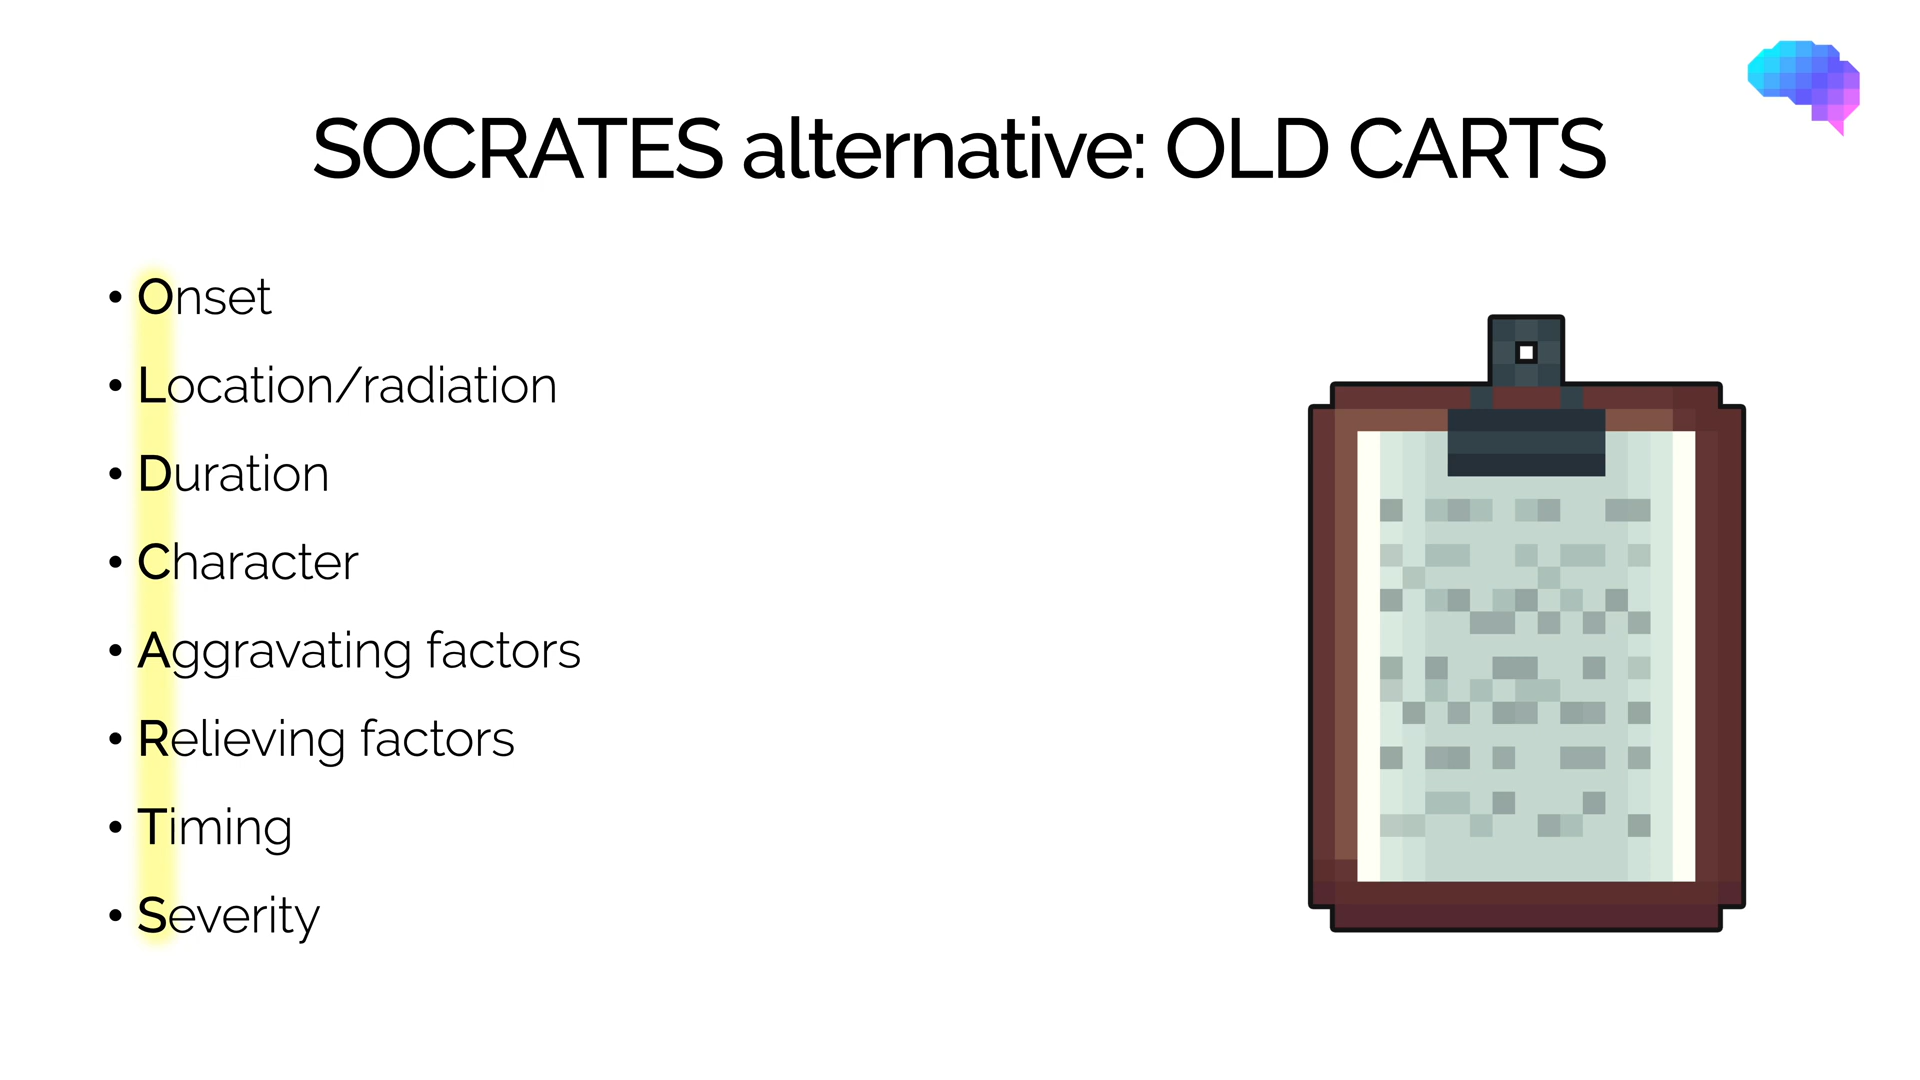 SOCRATES alternative: OLD CARTS
• Onset
• Location/radiation
• Duration
• Character
• Aggravating factors
• Relieving factors
• Timing
• Severity